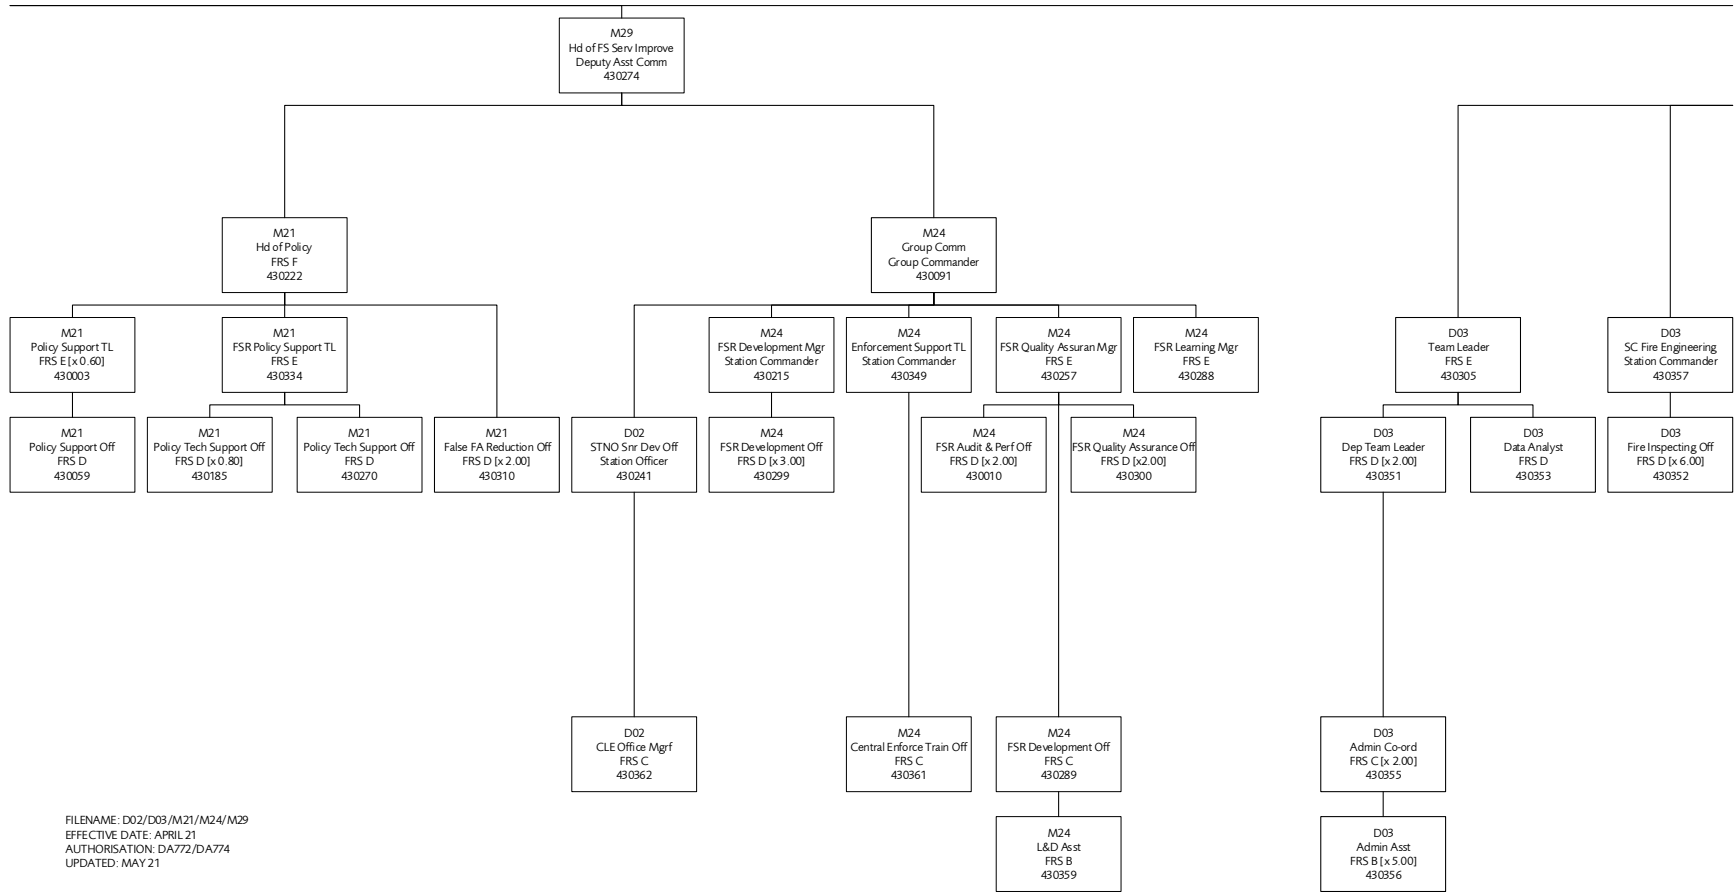 M29
Hd of FS Serv Improve
Deputy Asst Comm
430274
M21
Hd of Policy
FRS F
430222
M24
Group Comm
Group Commander
430091
M21
Policy Support TL
FRS E [x 0.60]
430003
M21
FSR Policy Support TL
FRS E
430334
M24
FSR Development Mgr
Station Commander
430215
M24
Enforcement Support TL
Station Commander
430349
M24
FSR Quality Assuran Mgr
FRS E
430257
M24
FSR Learning Mgr
FRS E
430288
D03
Team Leader
FRS E
430305
D03
SC Fire Engineering
Station Commander
430357
M21
Policy Support Off
FRS D
430059
M21
Policy Tech Support Off
FRS D [x 0.80]
430185
M21
Policy Tech Support Off
FRS D
430270
M21
False FA Reduction Off
FRS D [x 2.00]
430310
D02
STNO Snr Dev Off
Station Officer
430241
M24
FSR Development Off
FRS D [x 3.00]
430299
M24
FSR Audit & Perf Off
FRS D [x 2.00]
430010
M24
FSR Quality Assurance Off
FRS D [x2.00]
430300
D03
Dep Team Leader
FRS D [x 2.00]
430351
D03
Data Analyst
FRS D
430353
D03
Fire Inspecting Off
FRS D [x 6.00]
430352
D02
CLE Office Mgrf
FRS C
430362
M24
Central Enforce Train Off
FRS C
430361
M24
FSR Development Off
FRS C
430289
D03
Admin Co-ord
FRS C [x 2.00]
430355
M24
L&D Asst
FRS B
430359
D03
Admin Asst
FRS B [x 5.00]
430356
FILENAME: D02/D03/M21/M24/M29
EFFECTIVE DATE: APRIL 21
AUTHORISATION: DA772/DA774
UPDATED: MAY 21